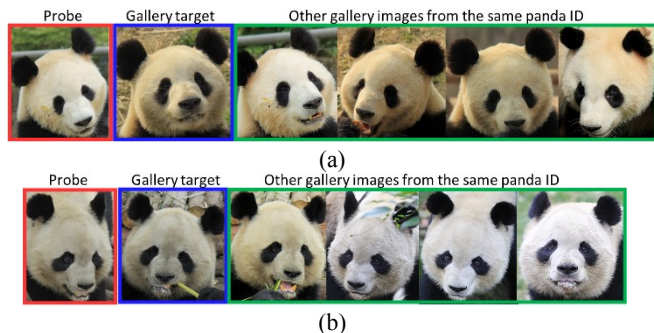 Probe Gallery target Other gallery images from the same panda ID
(a)
Probe Gallery target Other gallery images from the same panda ID
(b)